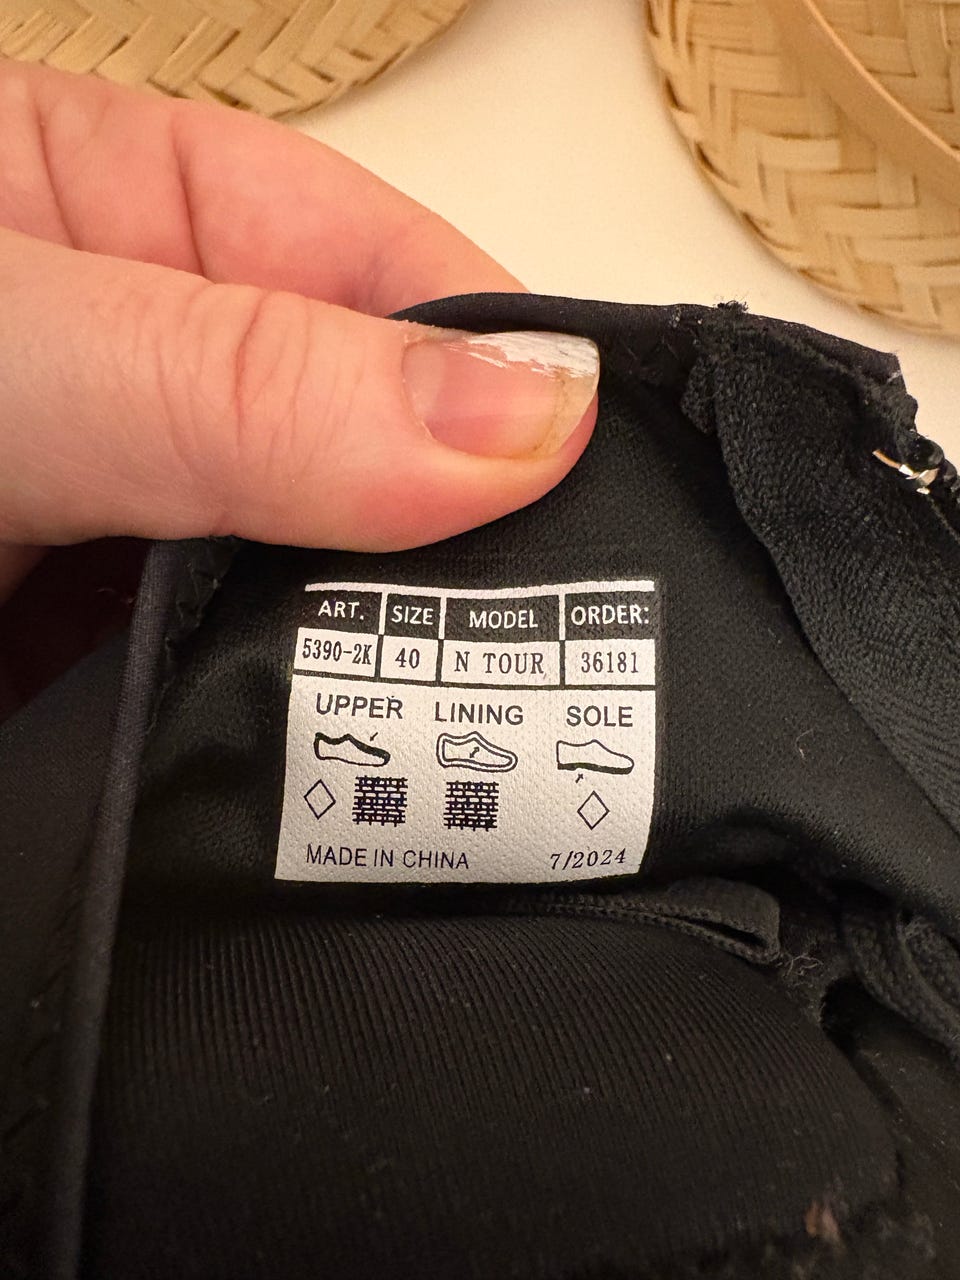 ART. SIZE MODEL ORDER:
5390-2K 40 N TOUR 36181
UPPER LINING SOLE
MADE IN CHINA 7/2024